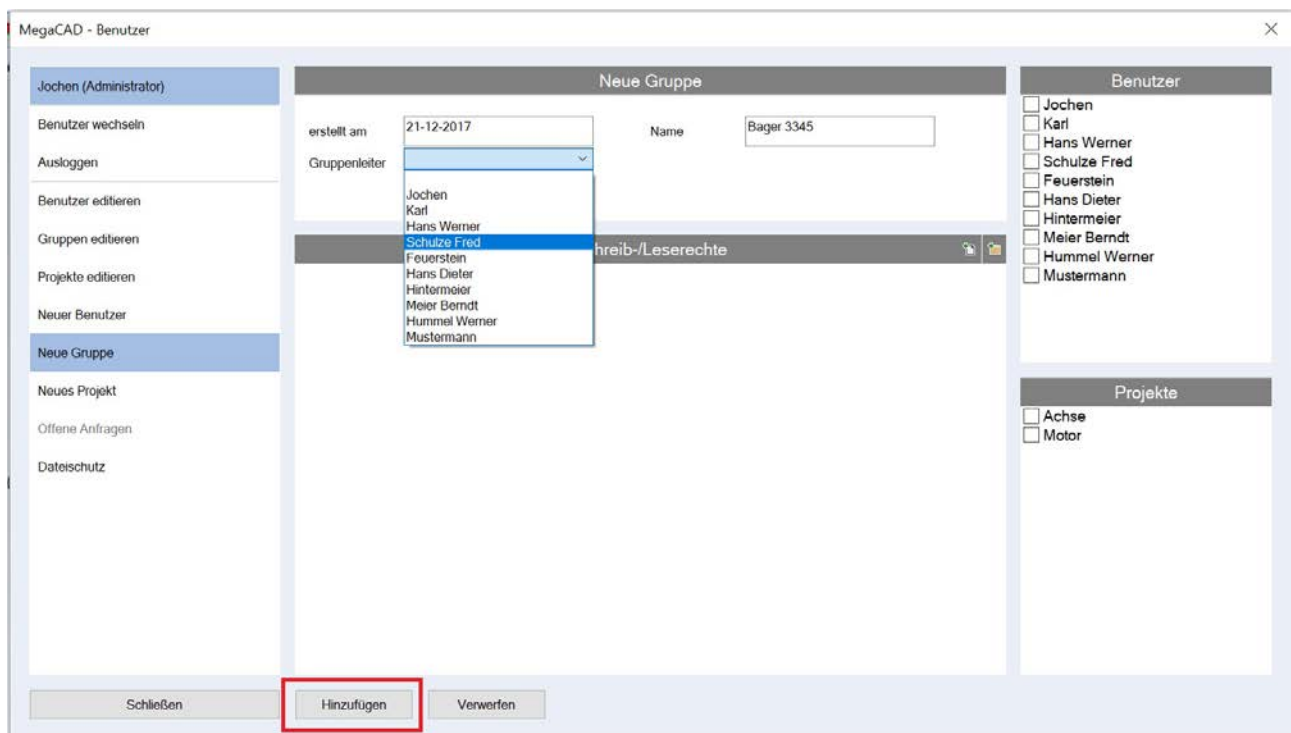 MegaCAD - Benutzer
Jochen (Administrator)
Benutzer wechseln
Ausloggen
Benutzer editieren
Gruppen editieren
Projekte editieren
Neuer Benutzer
Neue Gruppe
Neues Projekt
Offene Anfragen
Dateischutz
Neue Gruppe
erstellt am 21-12-2017 Name Bager 3345
Gruppenleiter
Jochen
Karl
Hans Werner
Schulze Fred
Feuerstein
Hans Dieter
Hintermeier
Meier Berndt
Hummel Werner
Mustermann
hreib-/Leserechte
Benutzer
Jochen
Karl
Hans Werner
Schulze Fred
Feuerstein
Hans Dieter
Hintermeier
Meier Berndt
Hummel Werner
Mustermann
Projekte
Achse
Motor
Schließen Hinzufügen Verwerfen